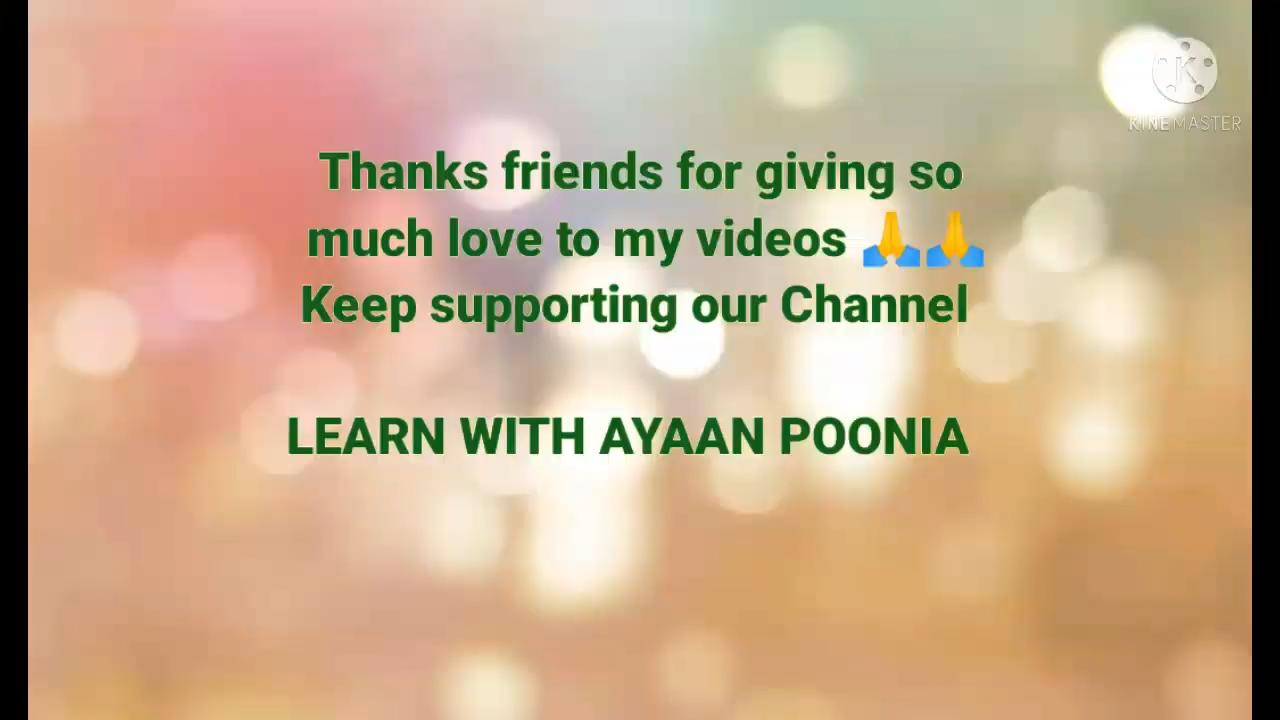 KINEMASTER
Thanks friends for giving so
much love to my videos 🙏🙏
Keep supporting our Channel
LEARN WITH AYAAN POONIA